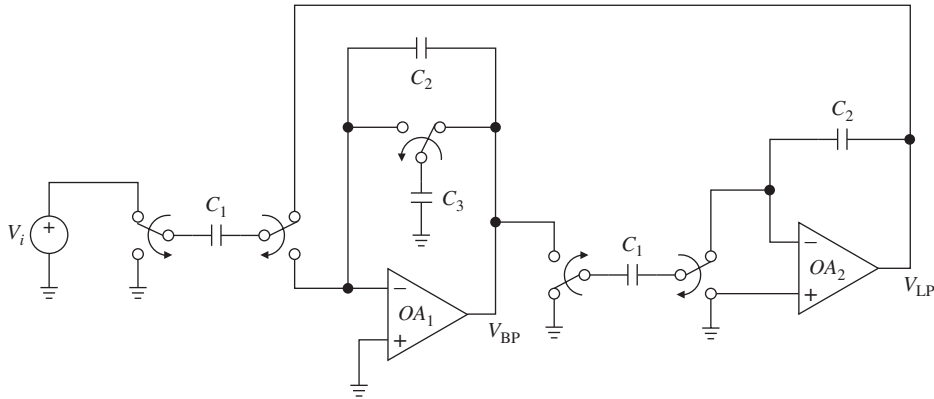 C2
C2
C1
C3
Vi
+
C1
−
OA1
+
VBP
−
OA2
+
VLP